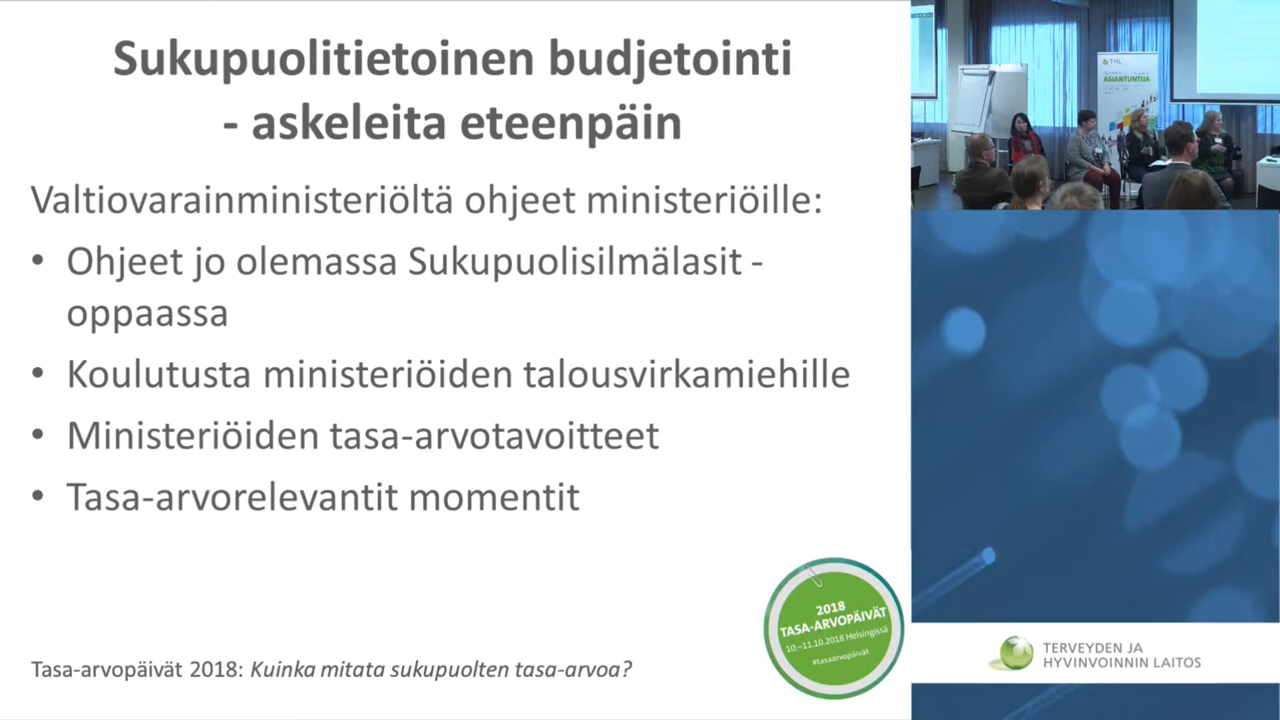 Sukupuolitietoinen budjetointi
- askeleita eteenpäin
Valtiovarainministeriöltä ohjeet ministeriöille:
• Ohjeet jo olemassa Sukupuolisilmälasit -
oppaassa
• Koulutusta ministeriöiden talousvirkamiehille
• Ministeriöiden tasa-arvotavoitteet
• Tasa-arvorelevantit momentit
2018
TASA-ARVOPÄIVÄT
10.–11.10.2018 Helsingissä
#tasaarvopäivät
Tasa-arvopäivät 2018: Kuinka mitata sukupuolten tasa-arvoa?
THL
ASIANTUNTIJA
TERVEYDEN JA
HYVINVOINNIN LAITOS